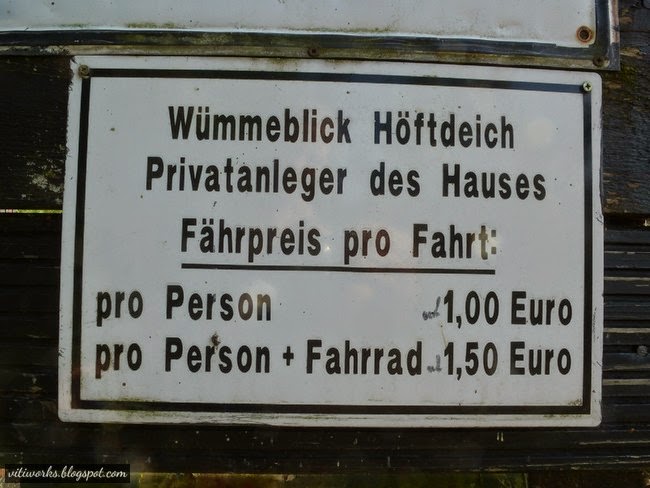 Wümmeblick Höftdeich
Privatanleger des Hauses
Fährpreis pro Fahrt:
pro Person 1,00 Euro
pro Person + Fahrrad 1,50 Euro
vitiworks.blogspot.com